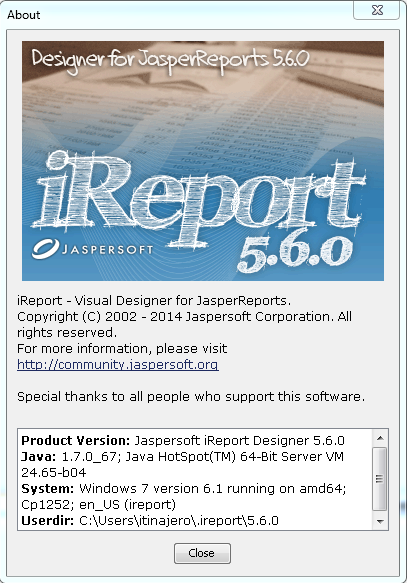 About
Designer for JasperReports 5.6.0
iReport
JASPERSOFT
5.6.0
iReport - Visual Designer for JasperReports.
Copyright (C) 2002 - 2014 Jaspersoft Corporation. All
rights reserved.
For more information, please visit
http://community.jaspersoft.org
Special thanks to all people who support this software.
Product Version: Jaspersoft iReport Designer 5.6.0
Java: 1.7.0_67; Java HotSpot(TM) 64-Bit Server VM
24.65-b04
System: Windows 7 version 6.1 running on amd64;
Cp1252; en_US (ireport)
Userdir: C:\Users\itinajero\.ireport\5.6.0
Close